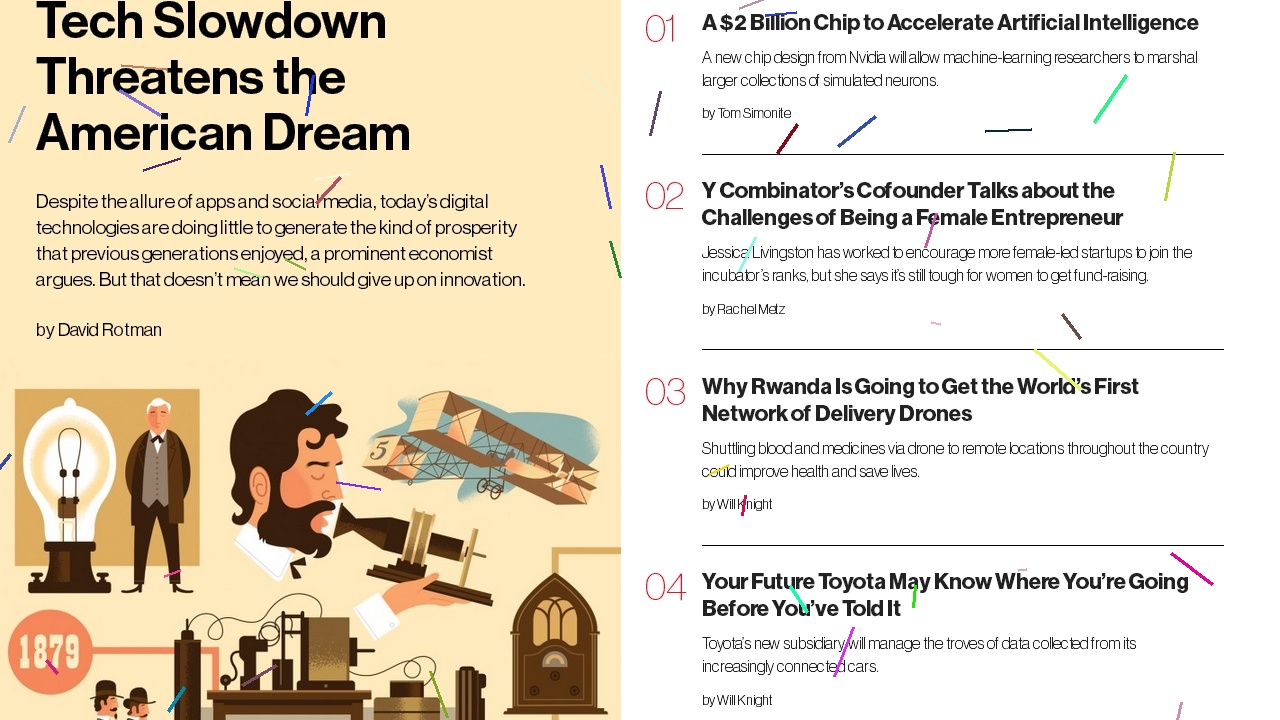 Tech Slowdown
Threatens the
American Dream
Despite the allure of apps and social media, today's digital
technologies are doing little to generate the kind of prosperity
that previous generations enjoyed, a prominent economist
argues. But that doesn't mean we should give up on innovation.
by David Rotman
5
1879
01
A $2 Billion Chip to Accelerate Artificial Intelligence
A new chip design from Nvidia will allow machine-learning researchers to marshal
larger collections of simulated neurons.
by Tom Simonite
02
Y Combinator's Cofounder Talks about the
Challenges of Being a Female Entrepreneur
Jessica Livingston has worked to encourage more female-led startups to join the
incubator's ranks, but she says it's still tough for women to get fund-raising.
by Rachel Metz
03
Why Rwanda Is Going to Get the World's First
Network of Delivery Drones
Shuttling blood and medicines via drone to remote locations throughout the country
could improve health and save lives.
by Will Knight
04
Your Future Toyota May Know Where You're Going
Before You've Told It
Toyota's new subsidiary will manage the troves of data collected from its
increasingly connected cars.
by Will Knight